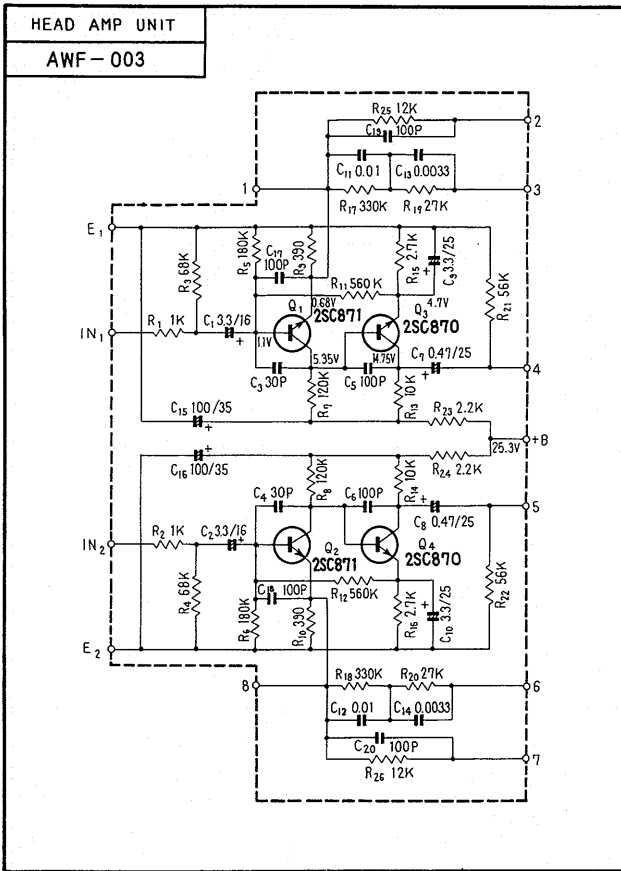 HEAD AMP UNIT
AWF-003
R25 12K
C19 100P
2
C11 0.01
C13 0.0033
1
R17 330K
R19 27K
3
E1
R3 68K
R5 180K
C17 100P
R9 390
R15 2.7K
C9 3.3/25
R11 560K
R21 56K
Q1 0.68V
2SC871
Q3 4.7V
2SC870
IN1
R1 1K
C1 3.3/16
1.1V
5.35V
14.75V
C7 0.47/25
4
C3 30P
C5 100P
R7 120K
R13 10K
C15 100/35
R23 2.2K
+B
25.3V
C16 100/35
R24 2.2K
R8 120K
R14 10K
C4 30P
C6 100P
5
C8 0.47/25
IN2
R2 1K
C2 3.3/16
Q2
2SC871
Q4
2SC870
R4 68K
C18 100P
R12 560K
R6 180K
R10 390
R16 2.7K
C10 3.3/25
R22 56K
E2
8
R18 330K
R20 27K
6
C12 0.01
C14 0.0033
C20 100P
7
R26 12K